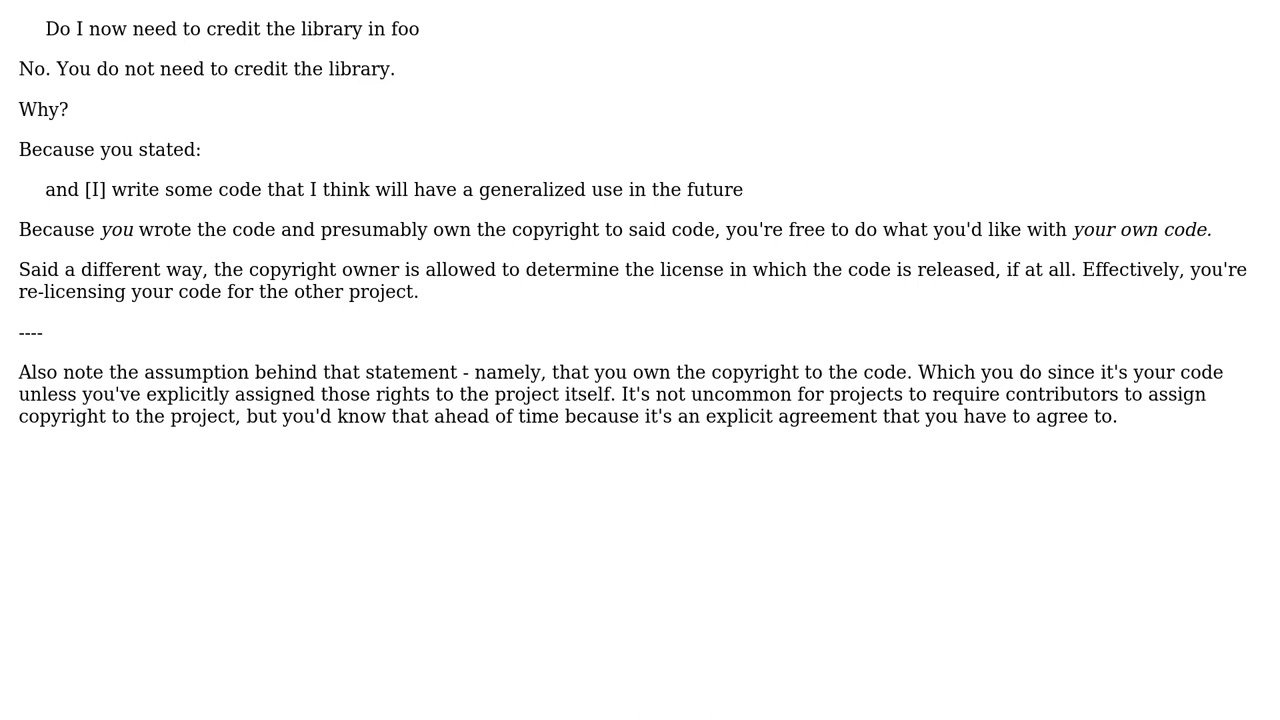 Do I now need to credit the library in foo
No. You do not need to credit the library.
Why?
Because you stated:
and [I] write some code that I think will have a generalized use in the future
Because you wrote the code and presumably own the copyright to said code, you're free to do what you'd like with your own code.
Said a different way, the copyright owner is allowed to determine the license in which the code is released, if at all. Effectively, you're
re-licensing your code for the other project.
----
Also note the assumption behind that statement - namely, that you own the copyright to the code. Which you do since it's your code
unless you've explicitly assigned those rights to the project itself. It's not uncommon for projects to require contributors to assign
copyright to the project, but you'd know that ahead of time because it's an explicit agreement that you have to agree to.